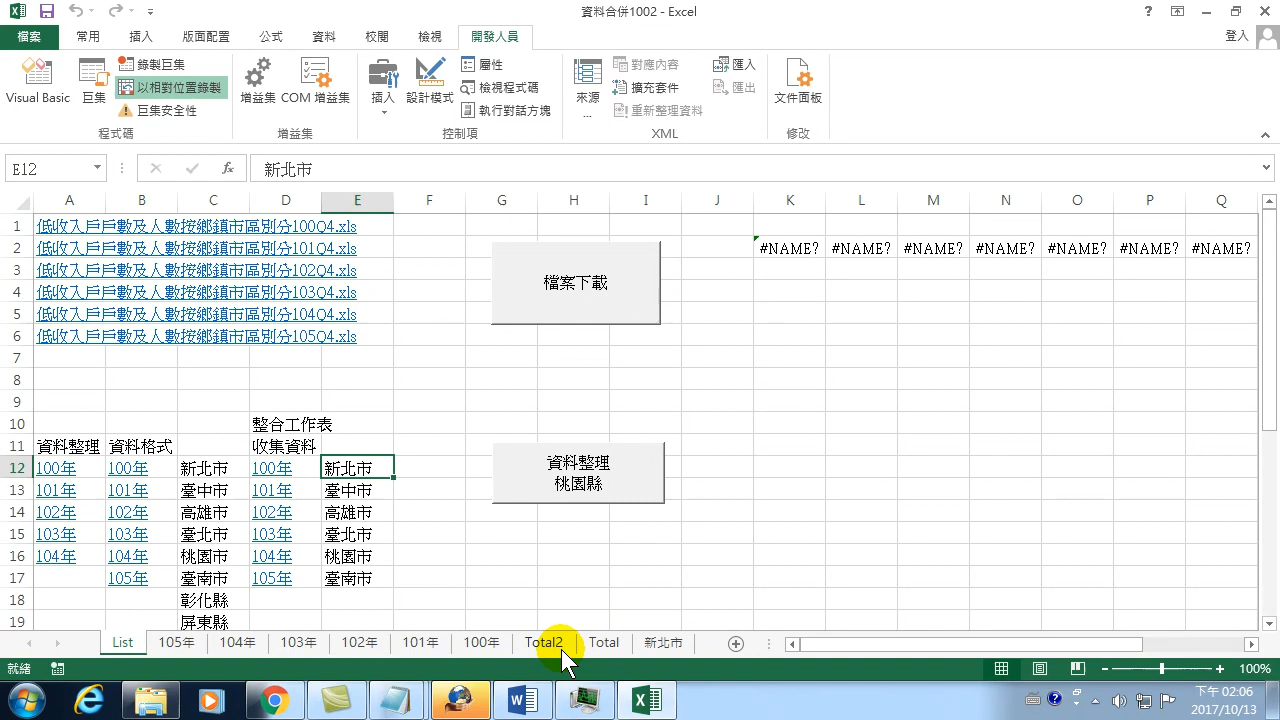 資料合併1002 - Excel
檔案 常用 插入 版面配置 公式 資料 校閱 檢視 開發人員 登入
Visual Basic 巨集 錄製巨集 以相對位置錄製 巨集安全性 增益集 COM 增益集 插入 設計模式 屬性 檢視程式碼 執行對話方塊 來源 ... 對應內容 擴充套件 重新整理資料 匯入 匯出 文件面板
程式碼 增益集 控制項 XML 修改
E12 fx 新北市
A B C D E F G H I J K L M N O P Q
1 低收入戶戶數及人數按鄉鎮市區別分100Q4.xls
2 低收入戶戶數及人數按鄉鎮市區別分101Q4.xls #NAME? #NAME? #NAME? #NAME? #NAME? #NAME? #NAME?
3 低收入戶戶數及人數按鄉鎮市區別分102Q4.xls 檔案下載
4 低收入戶戶數及人數按鄉鎮市區別分103Q4.xls
5 低收入戶戶數及人數按鄉鎮市區別分104Q4.xls
6 低收入戶戶數及人數按鄉鎮市區別分105Q4.xls
7
8
9
10 整合工作表
11 資料整理 資料格式 收集資料
12 100年 100年 新北市 100年 新北市 資料整理
13 101年 101年 臺中市 101年 臺中市 桃園縣
14 102年 102年 高雄市 102年 高雄市
15 103年 103年 臺北市 103年 臺北市
16 104年 104年 桃園市 104年 桃園市
17 105年 臺南市 105年 臺南市
18 彰化縣
19 屏東縣
List 105年 104年 103年 102年 101年 100年 Total2 Total 新北市
就緒 100%
下午 02:06
2017/10/13